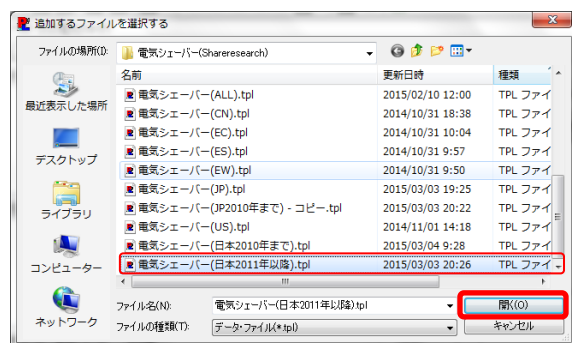 追加するファイルを選択する
ファイルの場所(I):
電気シェーバー(Shareresearch)
名前
更新日時
種類
電気シェーバー(ALL).tpl
2015/02/10 12:00
TPL ファイ
電気シェーバー(CN).tpl
2014/10/31 18:38
TPL ファイ
電気シェーバー(EC).tpl
2014/10/31 10:04
TPL ファイ
電気シェーバー(ES).tpl
2014/10/31 9:57
TPL ファイ
電気シェーバー(EW).tpl
2014/10/31 9:50
TPL ファイ
電気シェーバー(JP).tpl
2015/03/03 19:25
TPL ファイ
電気シェーバー(JP2010年まで) - コピー.tpl
2015/03/03 20:22
TPL ファイ
電気シェーバー(US).tpl
2014/11/01 14:18
TPL ファイ
電気シェーバー(日本2010年まで).tpl
2015/03/04 9:28
TPL ファイ
電気シェーバー(日本2011年以降).tpl
2015/03/03 20:26
TPL ファイ
最近表示した場所
デスクトップ
ライブラリ
コンピューター
ネットワーク
ファイル名(N):
電気シェーバー(日本2011年以降).tpl
開く(O)
ファイルの種類(T):
データ・ファイル(*.tpl)
キャンセル